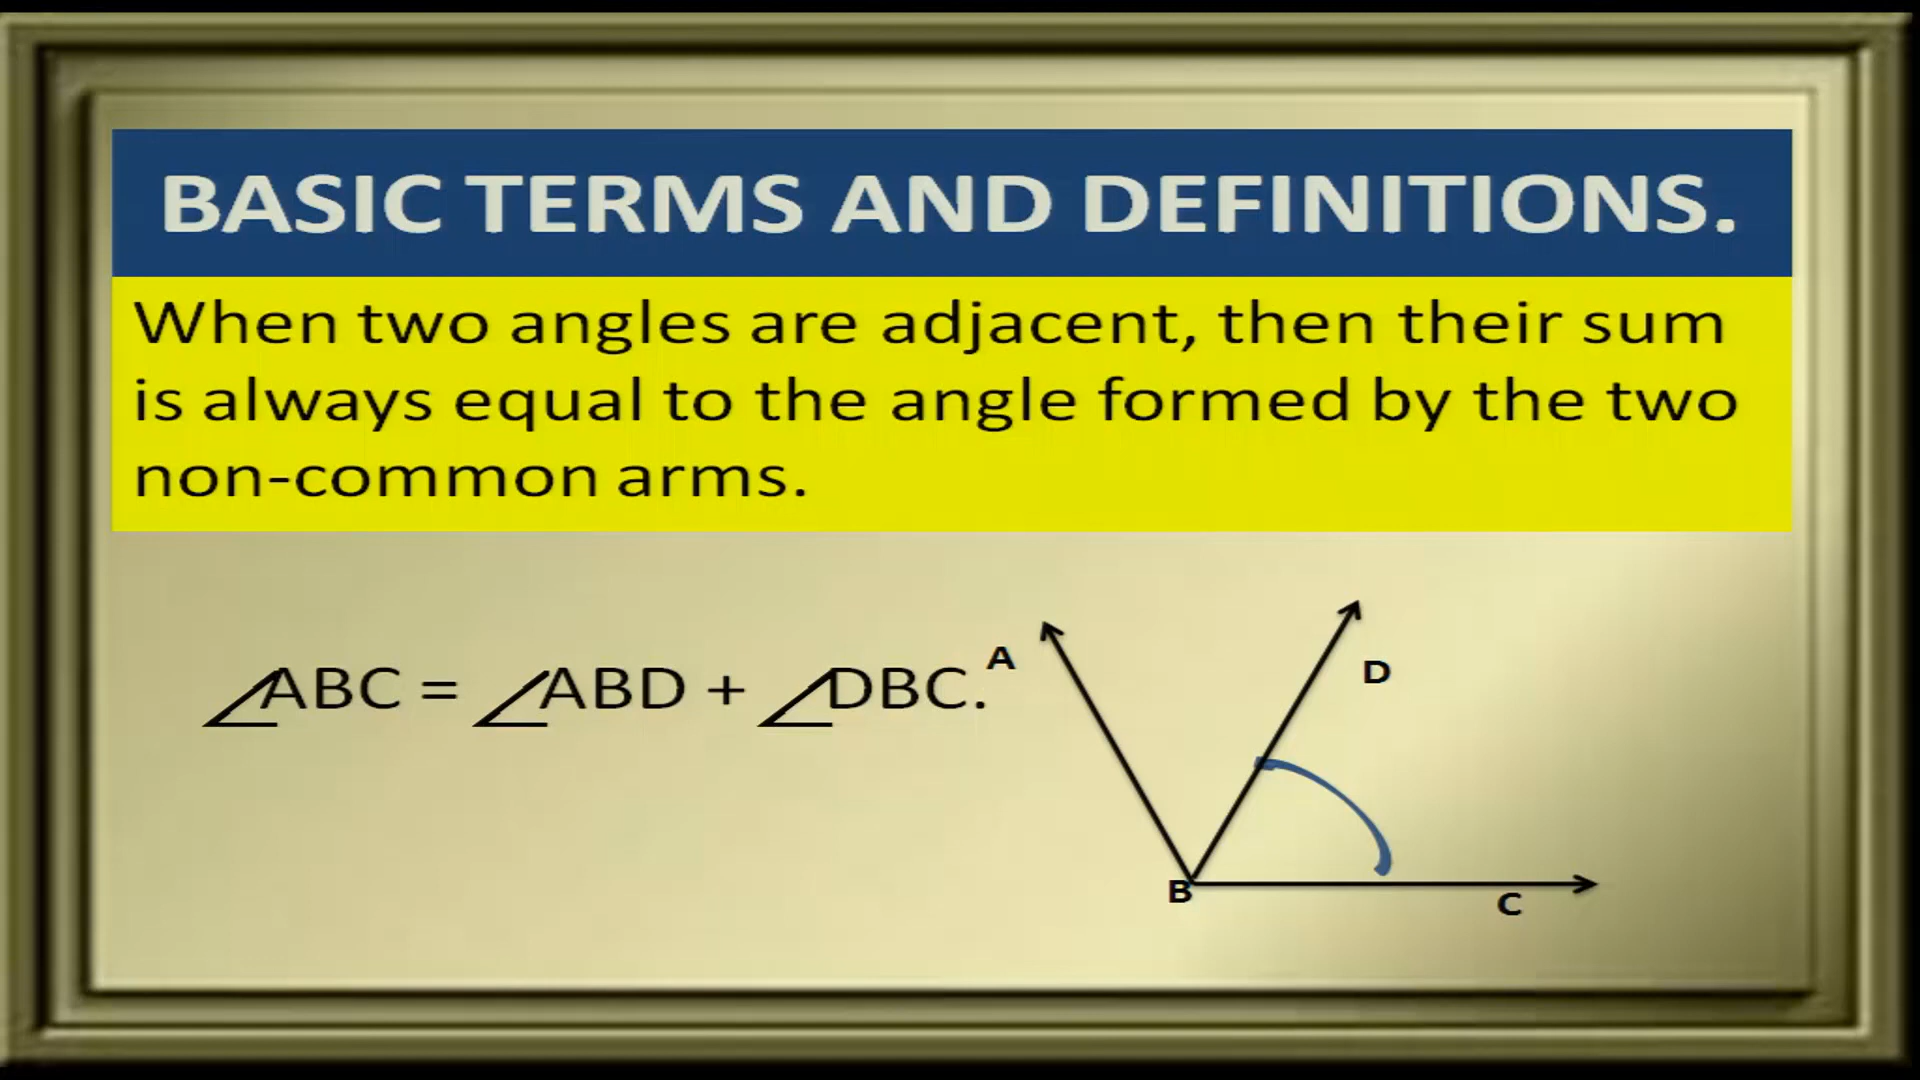 BASIC TERMS AND DEFINITIONS.
When two angles are adjacent, then their sum
is always equal to the angle formed by the two
non-common arms.
∠ABC = ∠ABD + ∠DBC.
A
D
B
C